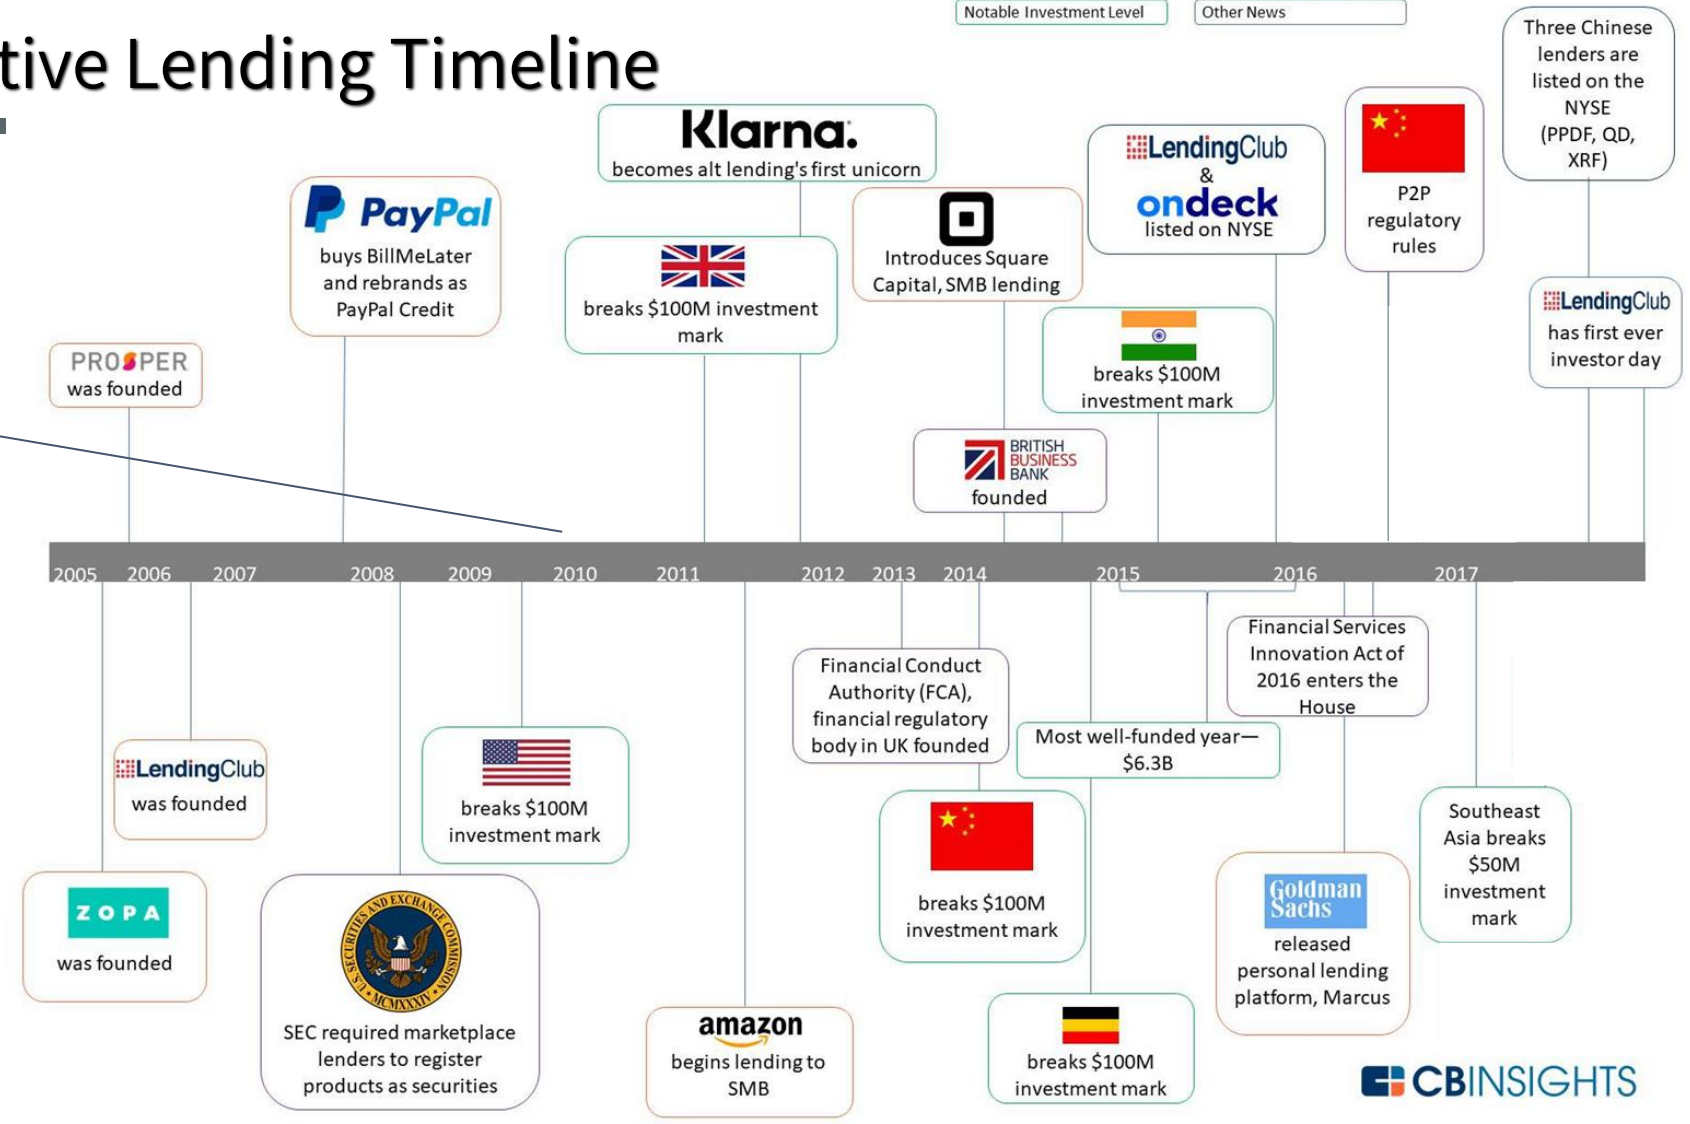 Notable Investment Level
Other News
tive Lending Timeline
Three Chinese
lenders are
listed on the
NYSE
(PPDF, QD,
XRF)
Klarna.
becomes alt lending's first unicorn
PayPal
buys BillMeLater
and rebrands as
PayPal Credit
breaks $100M investment
mark
Introduces Square
Capital, SMB lending
LendingClub
&
ondeck
listed on NYSE
P2P
regulatory
rules
LendingClub
has first ever
investor day
PROSPER
was founded
breaks $100M
investment mark
BRITISH
BUSINESS
BANK
founded
2005 2006 2007 2008 2009 2010 2011 2012 2013 2014 2015 2016 2017
Financial Services
Innovation Act of
2016 enters the
House
Financial Conduct
Authority (FCA),
financial regulatory
body in UK founded
Most well-funded year—
$6.3B
LendingClub
was founded
breaks $100M
investment mark
breaks $100M
investment mark
Southeast
Asia breaks
$50M
investment
mark
ZOPA
was founded
U.S. SECURITIES AND EXCHANGE COMMISSION
MCMXXXIV
SEC required marketplace
lenders to register
products as securities
Goldman
Sachs
released
personal lending
platform, Marcus
amazon
begins lending to
SMB
breaks $100M
investment mark
CBINSIGHTS